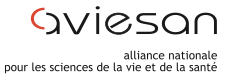 aviesan
alliance nationale
pour les sciences de la vie et de la santé